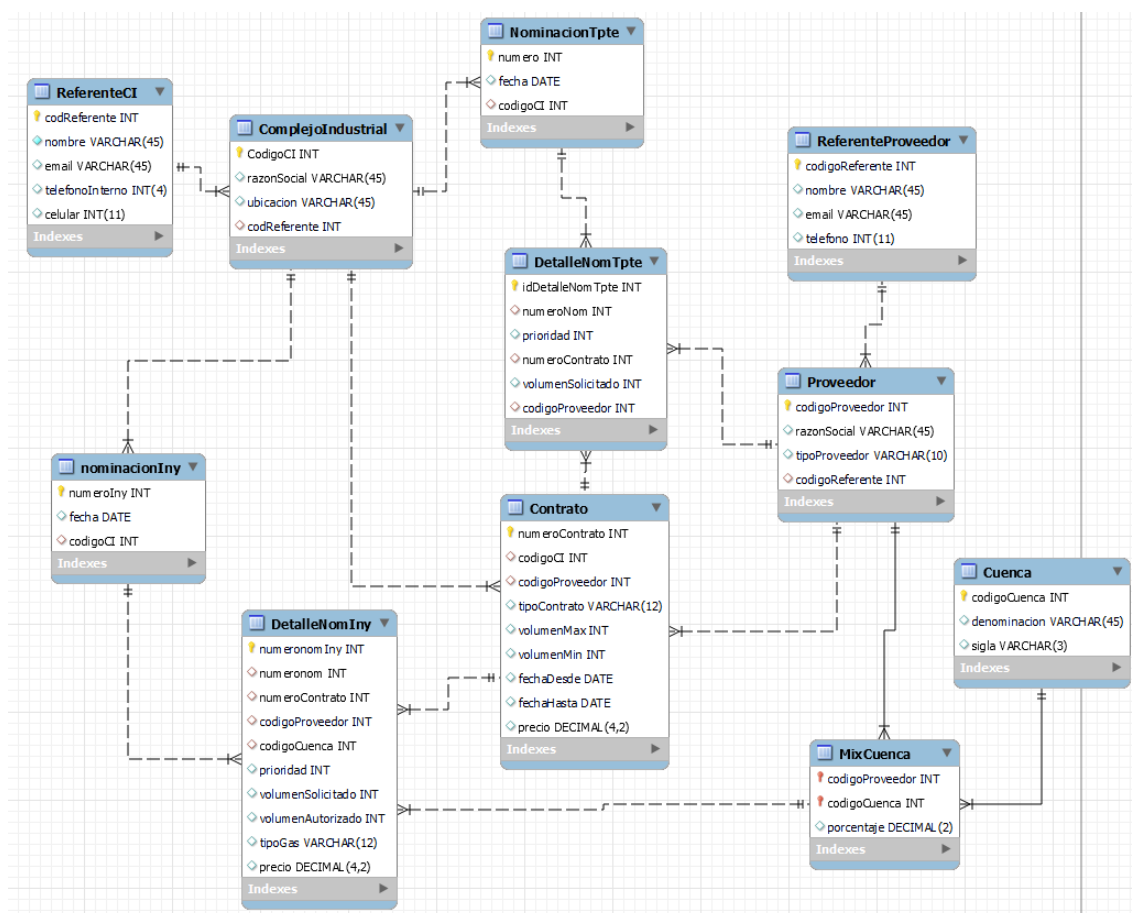 NominacionTpte
numero INT
fecha DATE
codigoCI INT
Indexes
ReferenteCI
codReferente INT
nombre VARCHAR(45)
email VARCHAR(45)
telefonoInterno INT(4)
celular INT(11)
Indexes
ComplejoIndustrial
CodigoCI INT
razonSocial VARCHAR(45)
ubicacion VARCHAR(45)
codReferente INT
Indexes
ReferenteProveedor
codigoReferente INT
nombre VARCHAR(45)
email VARCHAR(45)
telefono INT(11)
Indexes
DetalleNomTpte
idDetalleNomTpte INT
numeroNom INT
prioridad INT
numeroContrato INT
volumenSolicitado INT
codigoProveedor INT
Indexes
Proveedor
codigoProveedor INT
razonSocial VARCHAR(45)
tipoProveedor VARCHAR(10)
codigoReferente INT
Indexes
nominacionIny
numeroIny INT
fecha DATE
codigoCI INT
Indexes
Contrato
numeroContrato INT
codigoCI INT
codigoProveedor INT
tipoContrato VARCHAR(12)
volumenMax INT
volumenMin INT
fechaDesde DATE
fechaHasta DATE
precio DECIMAL(4,2)
Indexes
Cuenca
codigoCuenca INT
denominacion VARCHAR(45)
sigla VARCHAR(3)
Indexes
DetalleNomIny
numeronomIny INT
numeronom INT
numeroContrato INT
codigoProveedor INT
codigoCuenca INT
prioridad INT
volumenSolicitado INT
volumenAutorizado INT
tipoGas VARCHAR(12)
precio DECIMAL(4,2)
Indexes
MixCuenca
codigoProveedor INT
codigoCuenca INT
porcentaje DECIMAL(2)
Indexes